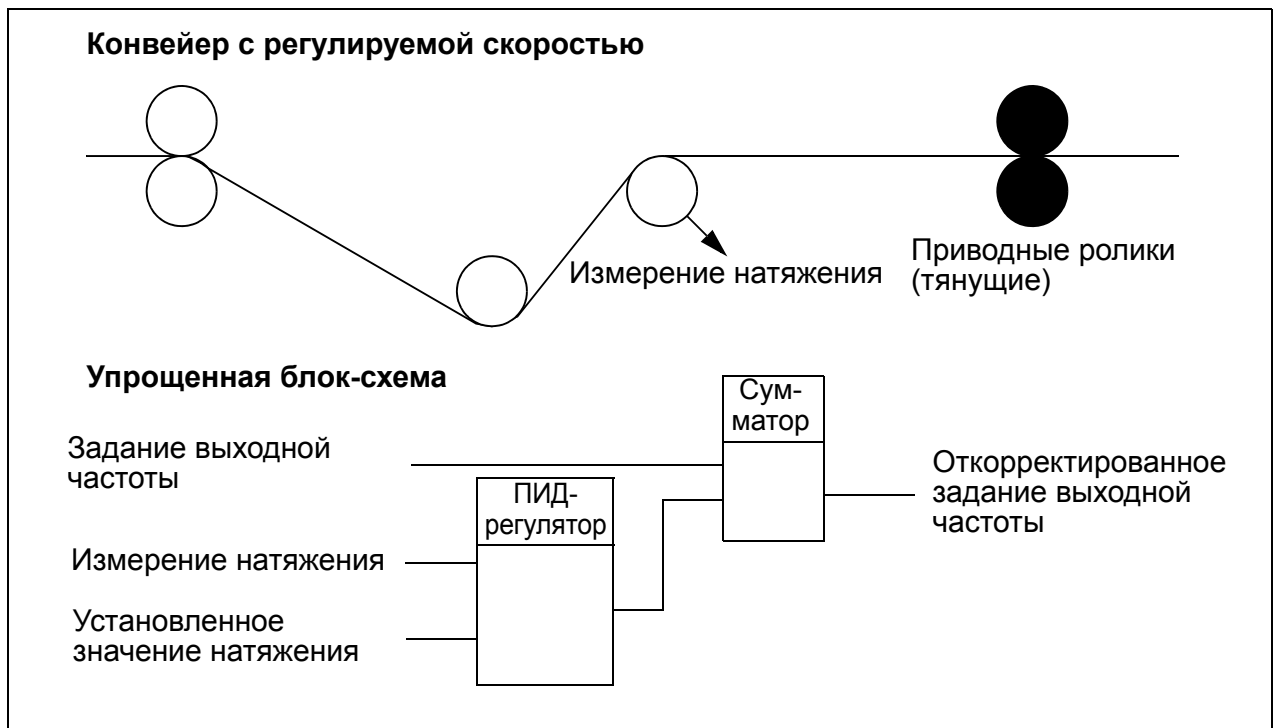 Конвейер с регулируемой скоростью
Измерение натяжения
Приводные ролики
(тянущие)
Упрощенная блок-схема
Сум-
матор
Задание выходной
частоты
ПИД-
регулятор
Откорректированное
задание выходной
частоты
Измерение натяжения
Установленное
значение натяжения